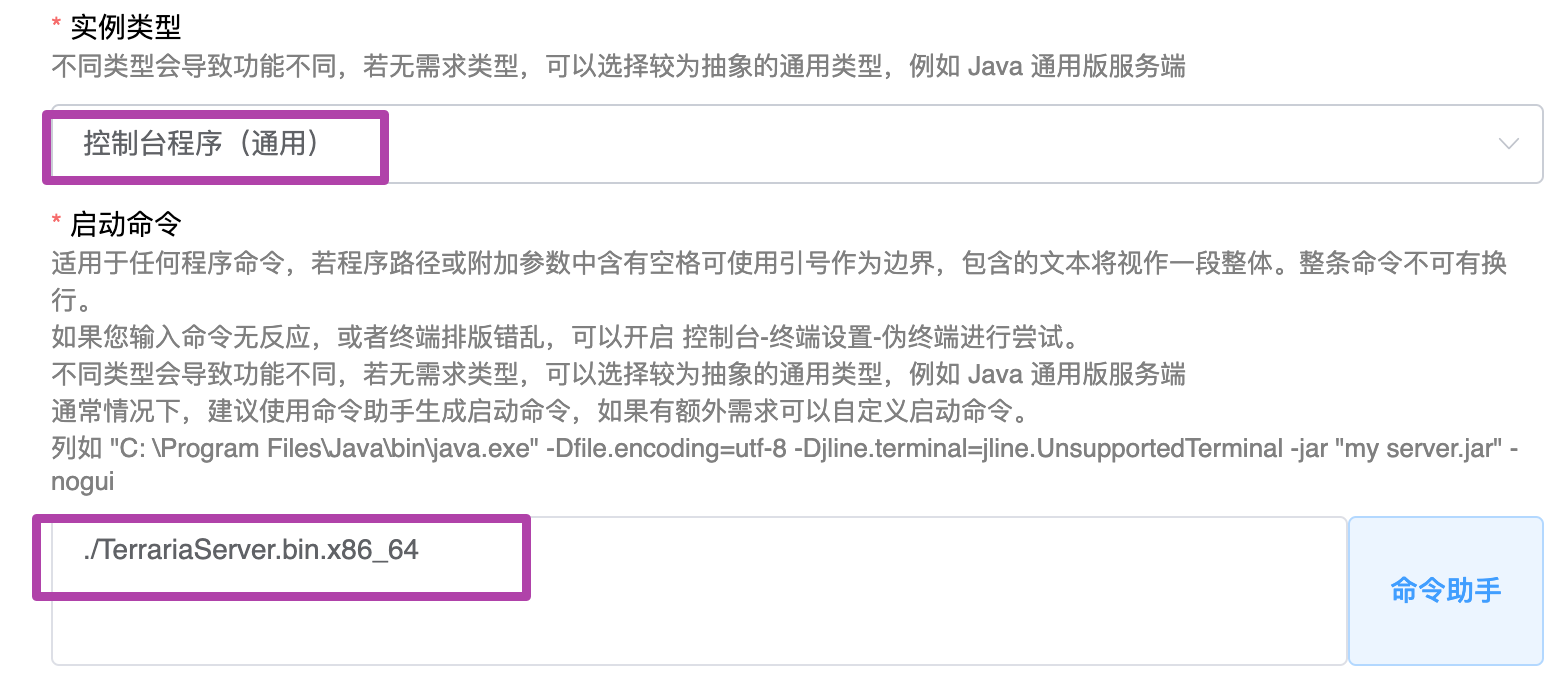 * 实例类型
不同类型会导致功能不同，若无需求类型，可以选择较为抽象的通用类型，例如 Java 通用版服务端
控制台程序（通用）
* 启动命令
适用于任何程序命令，若程序路径或附加参数中含有空格可使用引号作为边界，包含的文本将视作一段整体。整条命令不可有换
行。
如果您输入命令无反应，或者终端排版错乱，可以开启 控制台-终端设置-伪终端进行尝试。
不同类型会导致功能不同，若无需求类型，可以选择较为抽象的通用类型，例如 Java 通用版服务端
通常情况下，建议使用命令助手生成启动命令，如果有额外需求可以自定义启动命令。
列如 "C: \Program Files\Java\bin\java.exe" -Dfile.encoding=utf-8 -Djline.terminal=jline.UnsupportedTerminal -jar "my server.jar" -
nogui
./TerrariaServer.bin.x86_64
命令助手